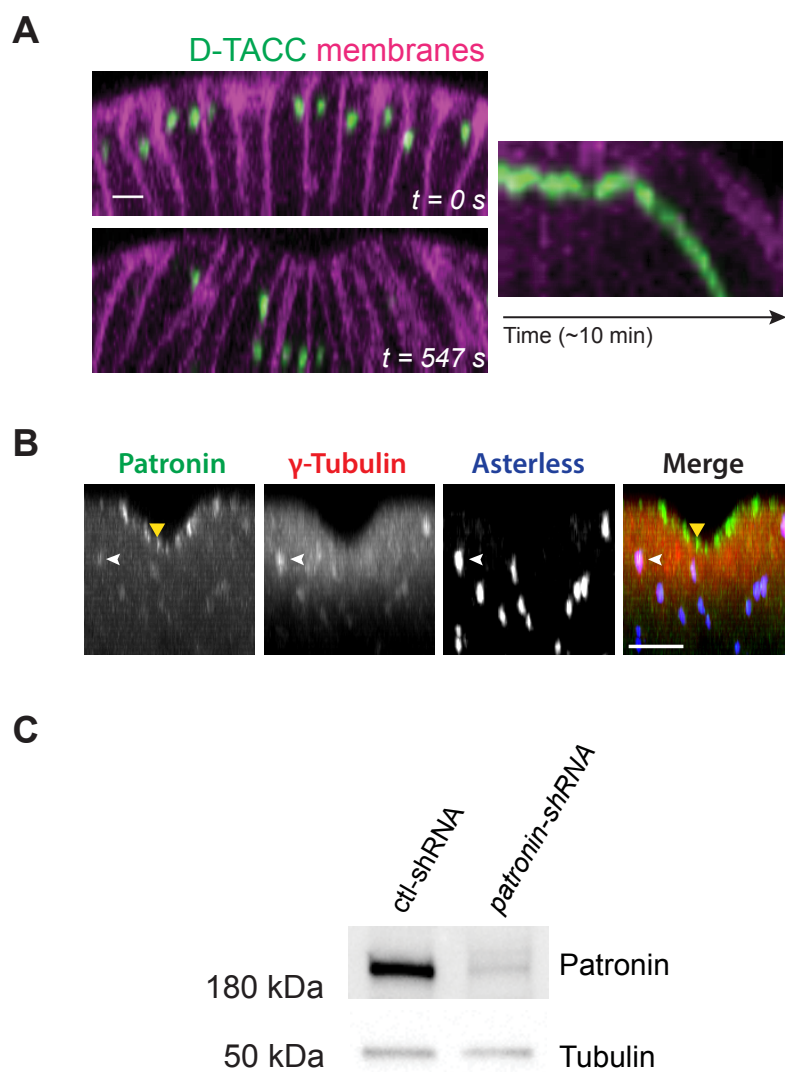 A
D-TACC membranes
t = 0 s
t = 547 s
Time (~10 min)
B
Patronin γ-Tubulin Asterless Merge
C
ctl-shRNA patronin-shRNA
180 kDa Patronin
50 kDa Tubulin